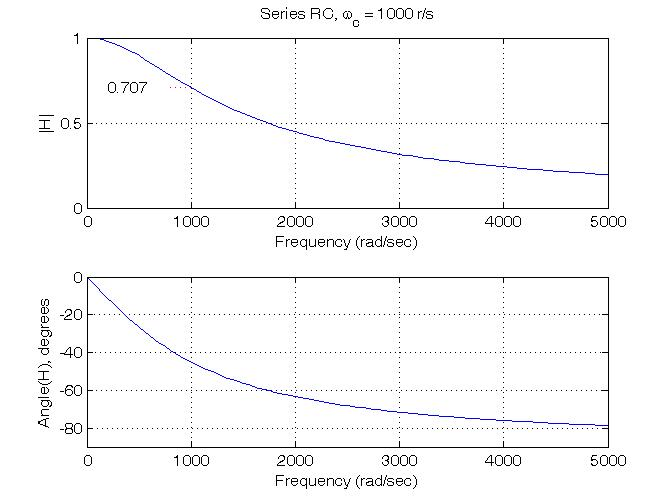 Series RC, ω_c = 1000 r/s
1
0.707
|H|
0.5
0
0 1000 2000 3000 4000 5000
Frequency (rad/sec)
0
-20
-40
-60
-80
Angle(H), degrees
0 1000 2000 3000 4000 5000
Frequency (rad/sec)